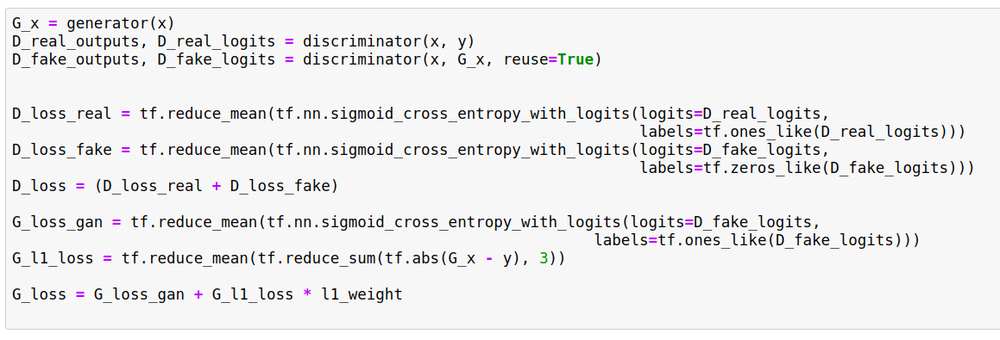 G_x = generator(x)
D_real_outputs, D_real_logits = discriminator(x, y)
D_fake_outputs, D_fake_logits = discriminator(x, G_x, reuse=True)
D_loss_real = tf.reduce_mean(tf.nn.sigmoid_cross_entropy_with_logits(logits=D_real_logits,
labels=tf.ones_like(D_real_logits)))
D_loss_fake = tf.reduce_mean(tf.nn.sigmoid_cross_entropy_with_logits(logits=D_fake_logits,
labels=tf.zeros_like(D_fake_logits)))
D_loss = (D_loss_real + D_loss_fake)
G_loss_gan = tf.reduce_mean(tf.nn.sigmoid_cross_entropy_with_logits(logits=D_fake_logits,
labels=tf.ones_like(D_fake_logits)))
G_l1_loss = tf.reduce_mean(tf.reduce_sum(tf.abs(G_x - y), 3))
G_loss = G_loss_gan + G_l1_loss * l1_weight